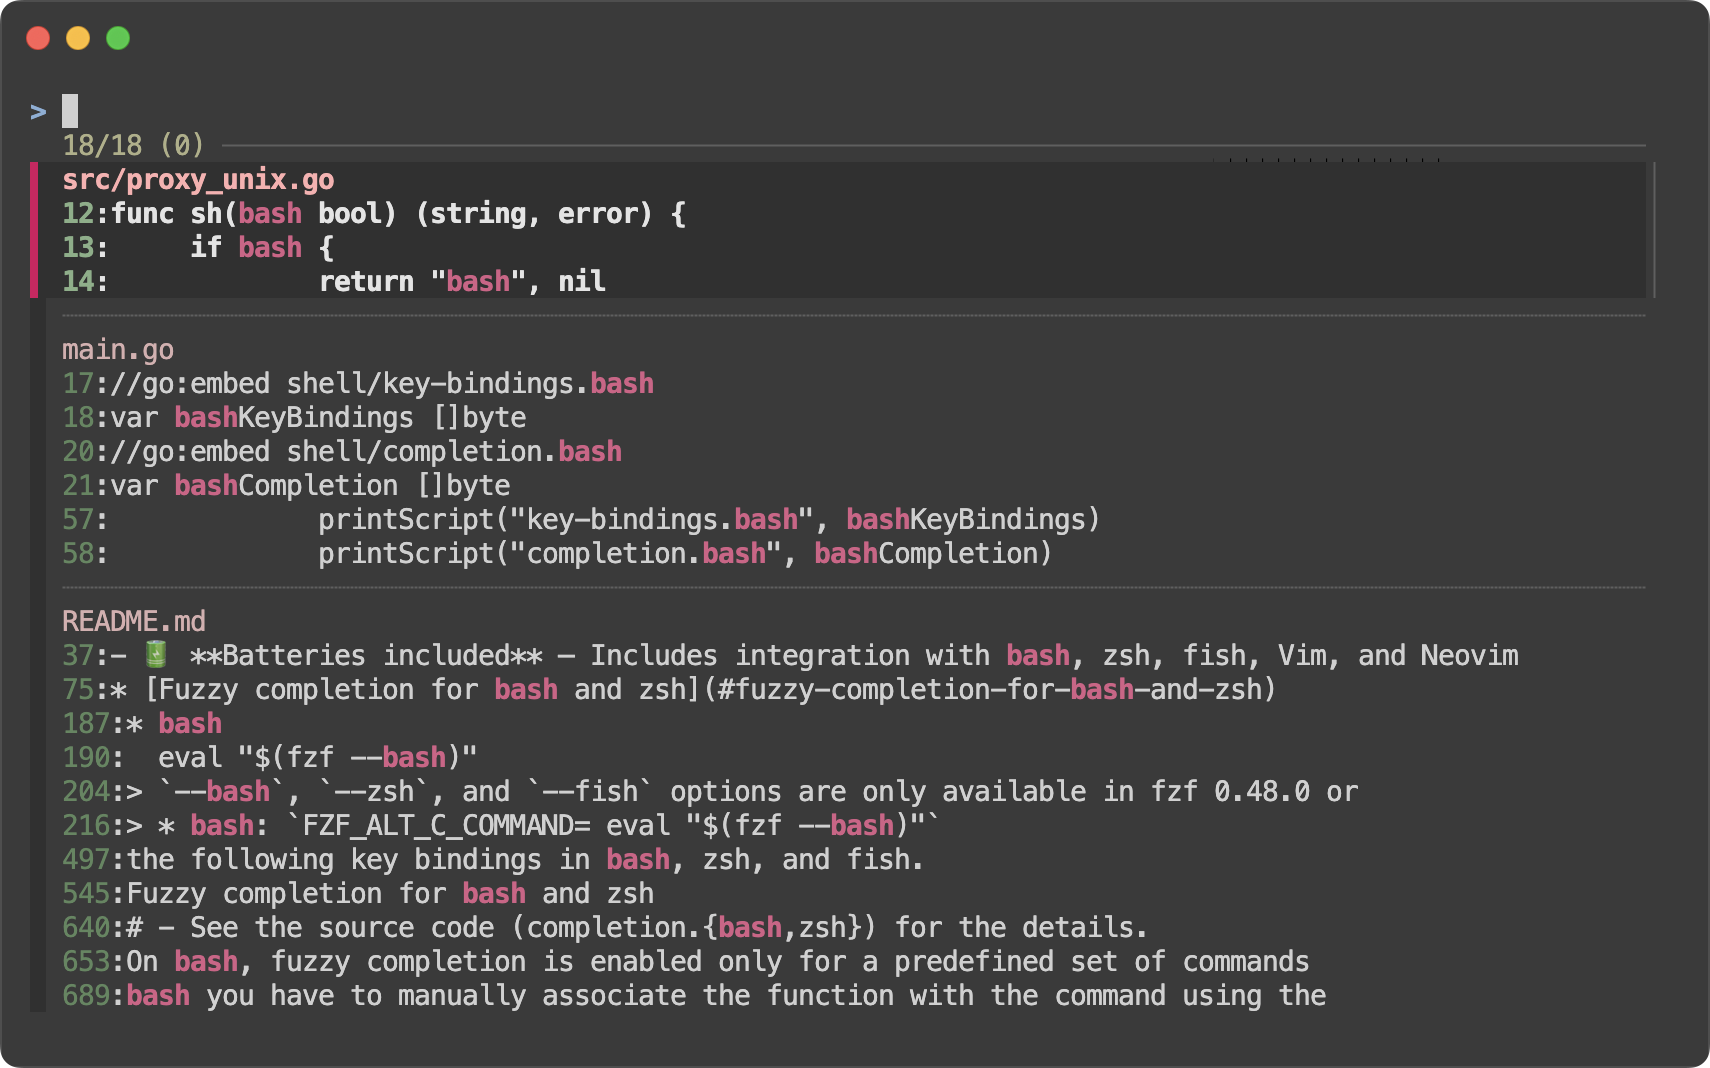 >
18/18 (0)
src/proxy_unix.go
12:func sh(bash bool) (string, error) {
13:     if bash {
14:             return "bash", nil
main.go
17://go:embed shell/key-bindings.bash
18:var bashKeyBindings []byte
20://go:embed shell/completion.bash
21:var bashCompletion []byte
57:             printScript("key-bindings.bash", bashKeyBindings)
58:             printScript("completion.bash", bashCompletion)
README.md
37:- 🔋 **Batteries included** — Includes integration with bash, zsh, fish, Vim, and Neovim
75:* [Fuzzy completion for bash and zsh](#fuzzy-completion-for-bash-and-zsh)
187:* bash
190:  eval "$(fzf --bash)"
204:> `--bash`, `--zsh`, and `--fish` options are only available in fzf 0.48.0 or
216:> * bash: `FZF_ALT_C_COMMAND= eval "$(fzf --bash)"`
497:the following key bindings in bash, zsh, and fish.
545:Fuzzy completion for bash and zsh
640:# - See the source code (completion.{bash,zsh}) for the details.
653:On bash, fuzzy completion is enabled only for a predefined set of commands
689:bash you have to manually associate the function with the command using the